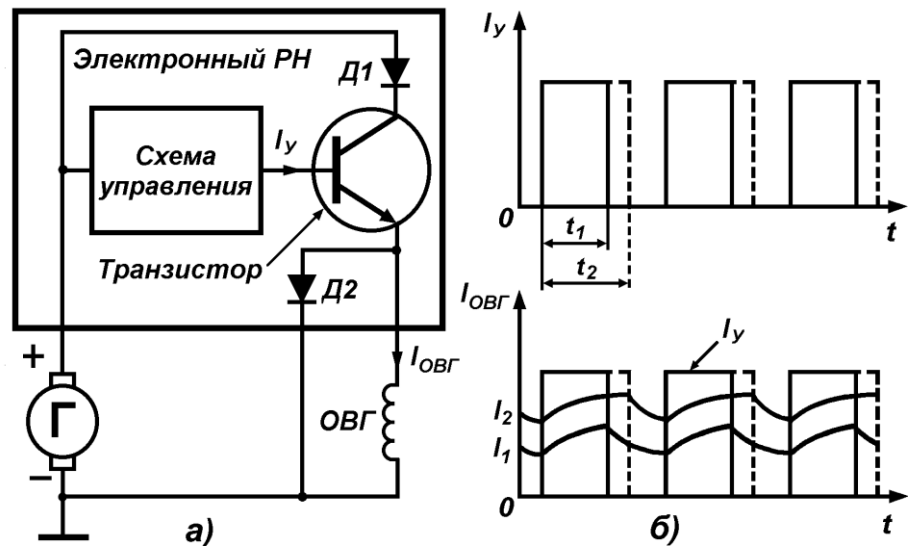 Электронный РН
Д1
Схема
управления
Iу
Транзистор
Д2
+
IОВГ
Г
ОВГ
−
а)
Iу
0
t
t1
t2
IОВГ
Iу
I2
I1
0
t
б)